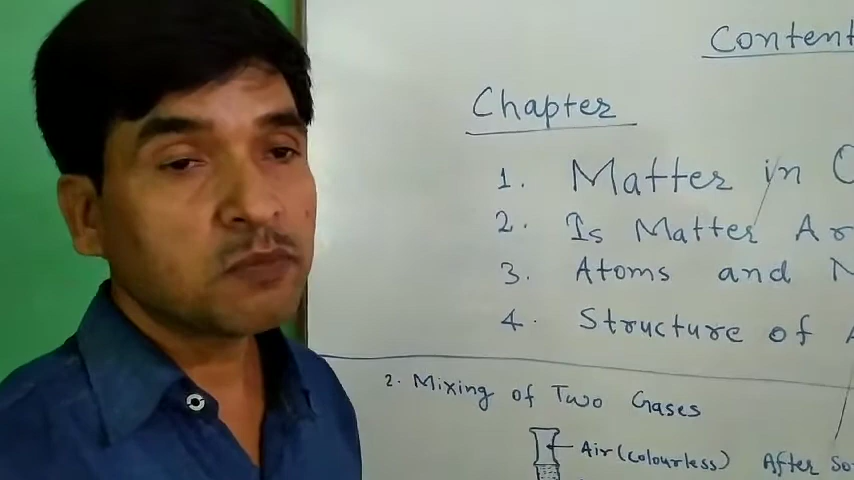 Content
Chapter
1. Matter in
2. Is Matter
3. Atoms and
4. Structure of
2. Mixing of Two Gases
Air (colourless) After